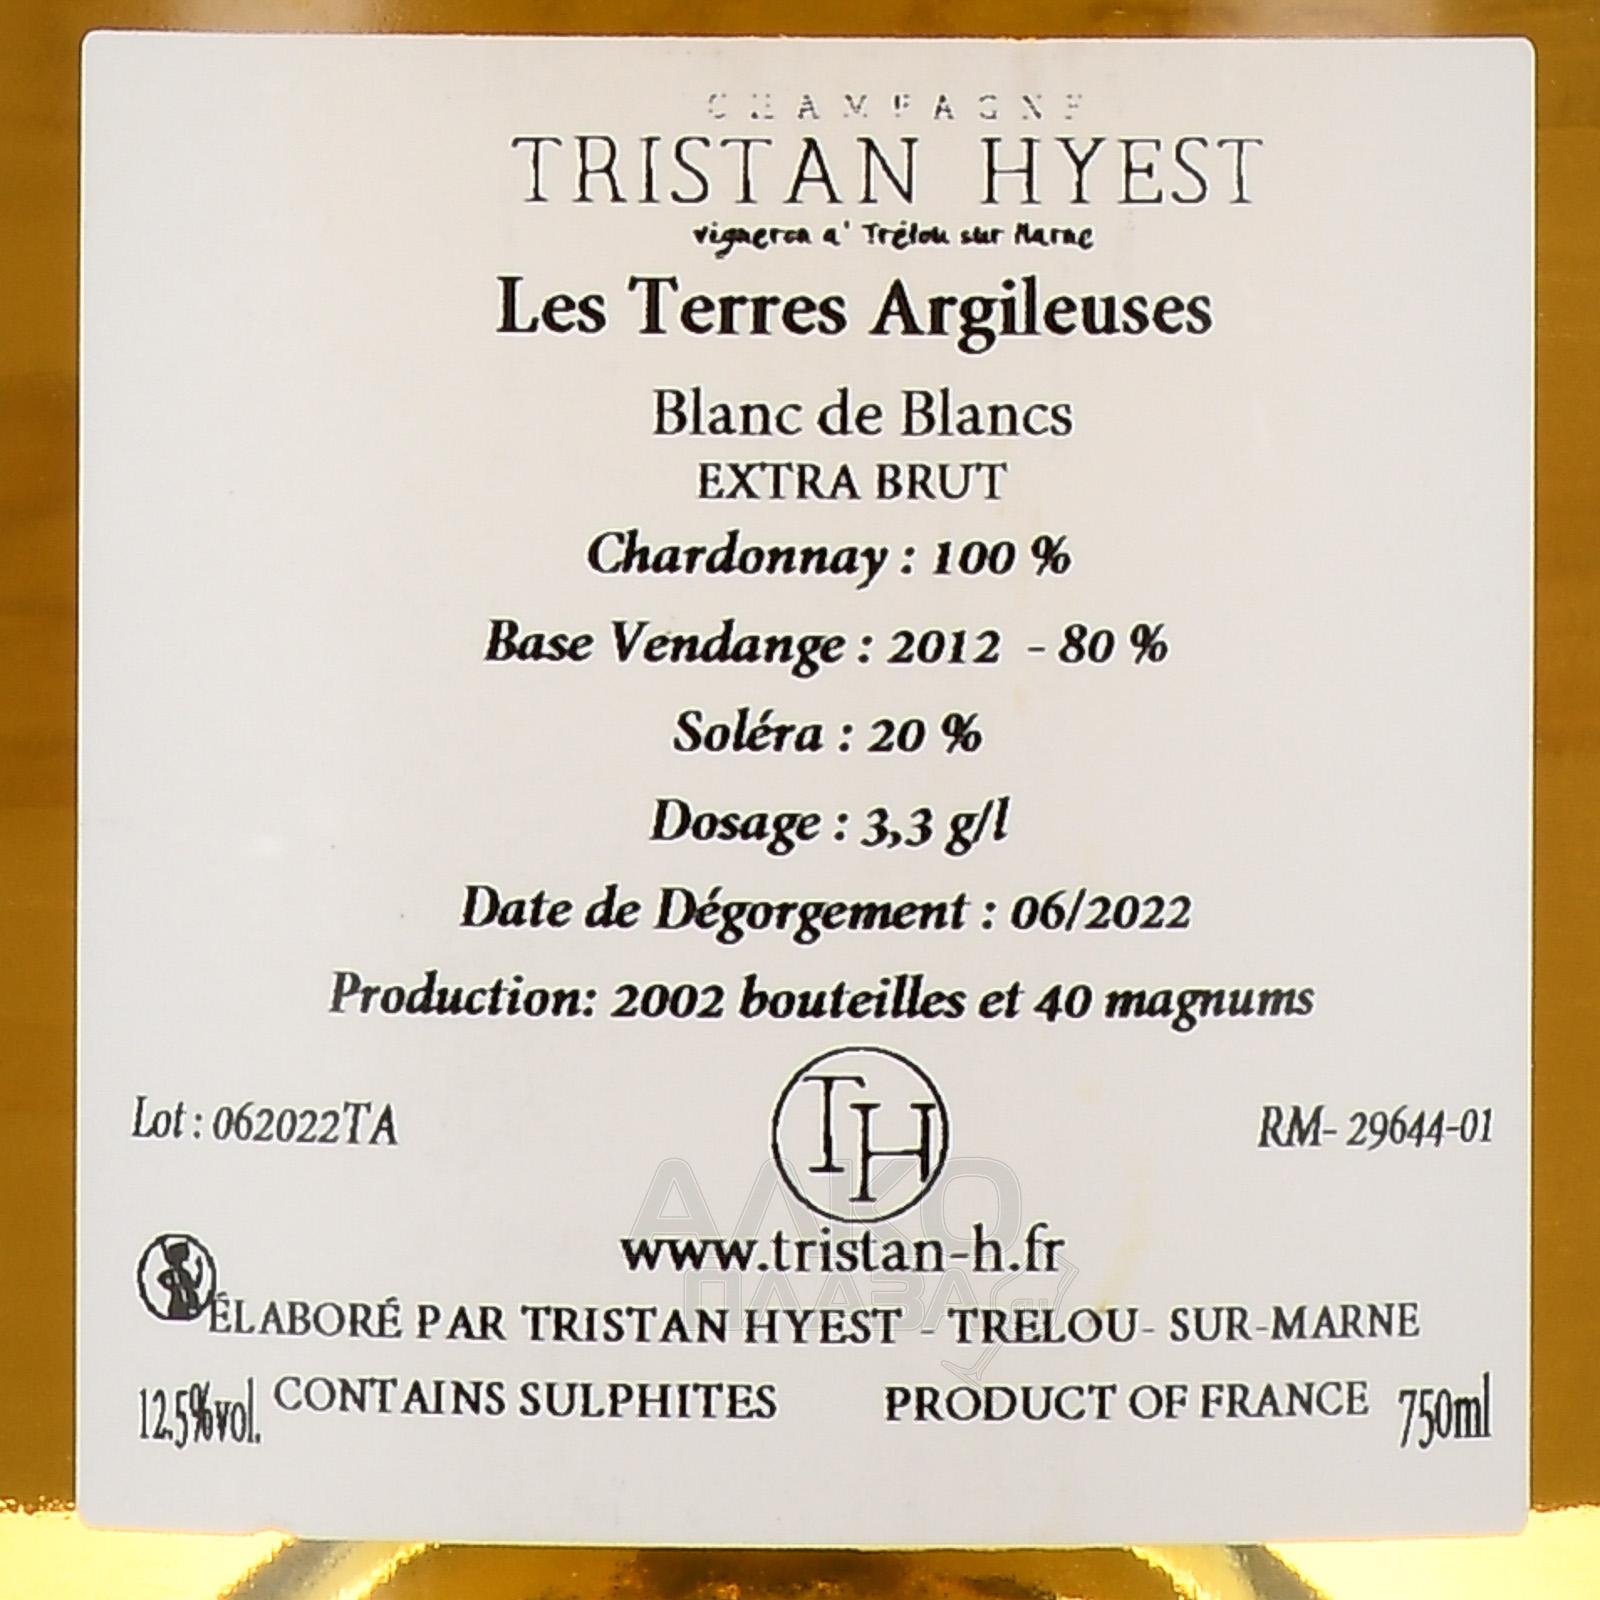 CHAMPAGNE
TRISTAN HYEST
vigneron a' Trélou sur Marne
Les Terres Argileuses
Blanc de Blancs
EXTRA BRUT
Chardonnay : 100 %
Base Vendange : 2012 - 80 %
Soléra : 20 %
Dosage : 3,3 g/l
Date de Dégorgement : 06/2022
Production: 2002 bouteilles et 40 magnums
TH
Lot : 062022TA
RM- 29644-01
АЛКО
ПЛАЗА
www.tristan-h.fr
ÉLABORÉ PAR TRISTAN HYEST - TRELOU- SUR-MARNE
12.5%vol. CONTAINS SULPHITES PRODUCT OF FRANCE 750ml